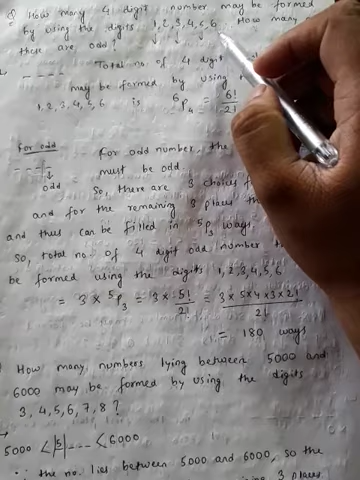 Q How many 4 digit number may be formed
by using the digits 1,2,3,4,5,6. How many
these are odd?
Total no. of 4 digit
may be formed by using
1,2,3,4,5,6 is ⁶P₄ = 6!/2!
For odd
For odd number, the
must be odd.
odd
So, there are 3 choices
and for the remaining 3 places
and thus can be filled in ⁵P₃ ways.
So, total no. of 4 digit odd number
be formed using the digits 1,2,3,4,5,6
= 3 × ⁵P₃ = 3 × 5!/2! = 3 × 5×4×3×2!/2!
= 180 ways
How many numbers lying between 5000 and
6000 may be formed by using the digits
3, 4, 5, 6, 7, 8?
→
5000 < |5| _ _ _ < 6000
∵ the no. lies between 5000 and 6000, so the
3 places